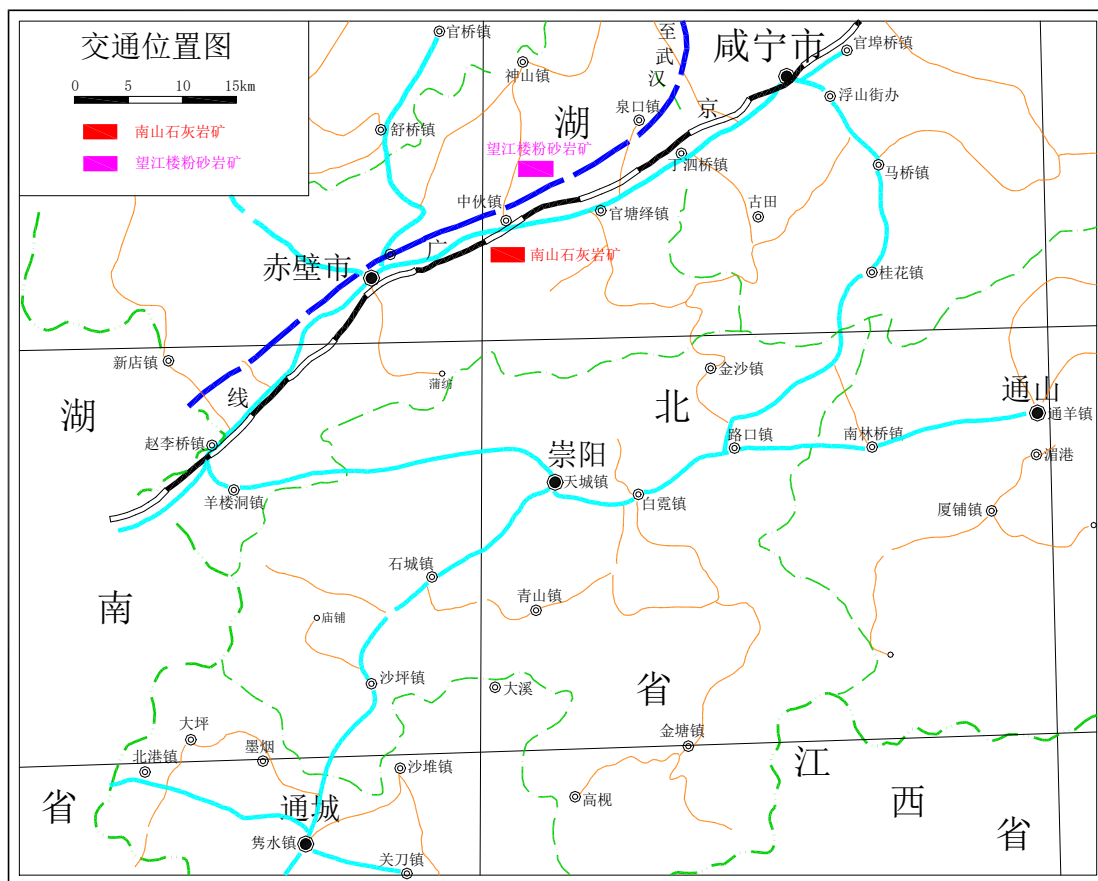 交通位置图
0 5 10 15km
南山石灰岩矿
望江楼粉砂岩矿
官桥镇
神山镇
至武汉
咸宁市
官埠桥镇
浮山街办
舒桥镇
湖
泉口镇
京
望江楼粉砂岩矿
丁泗桥镇
马桥镇
中伙镇
官塘绎镇
古田
广
南山石灰岩矿
赤壁市
桂花镇
新店镇
蒲纺
金沙镇
线
湖
北
通山
通羊镇
赵李桥镇
路口镇
南林桥镇
湄港
崇阳
天城镇
羊楼洞镇
白霓镇
厦铺镇
石城镇
青山镇
南
庙铺
沙坪镇
大溪
省
大坪
金塘镇
墨烟
北港镇
沙堆镇
江
高枧
省
通城
西
省
隽水镇
关刀镇